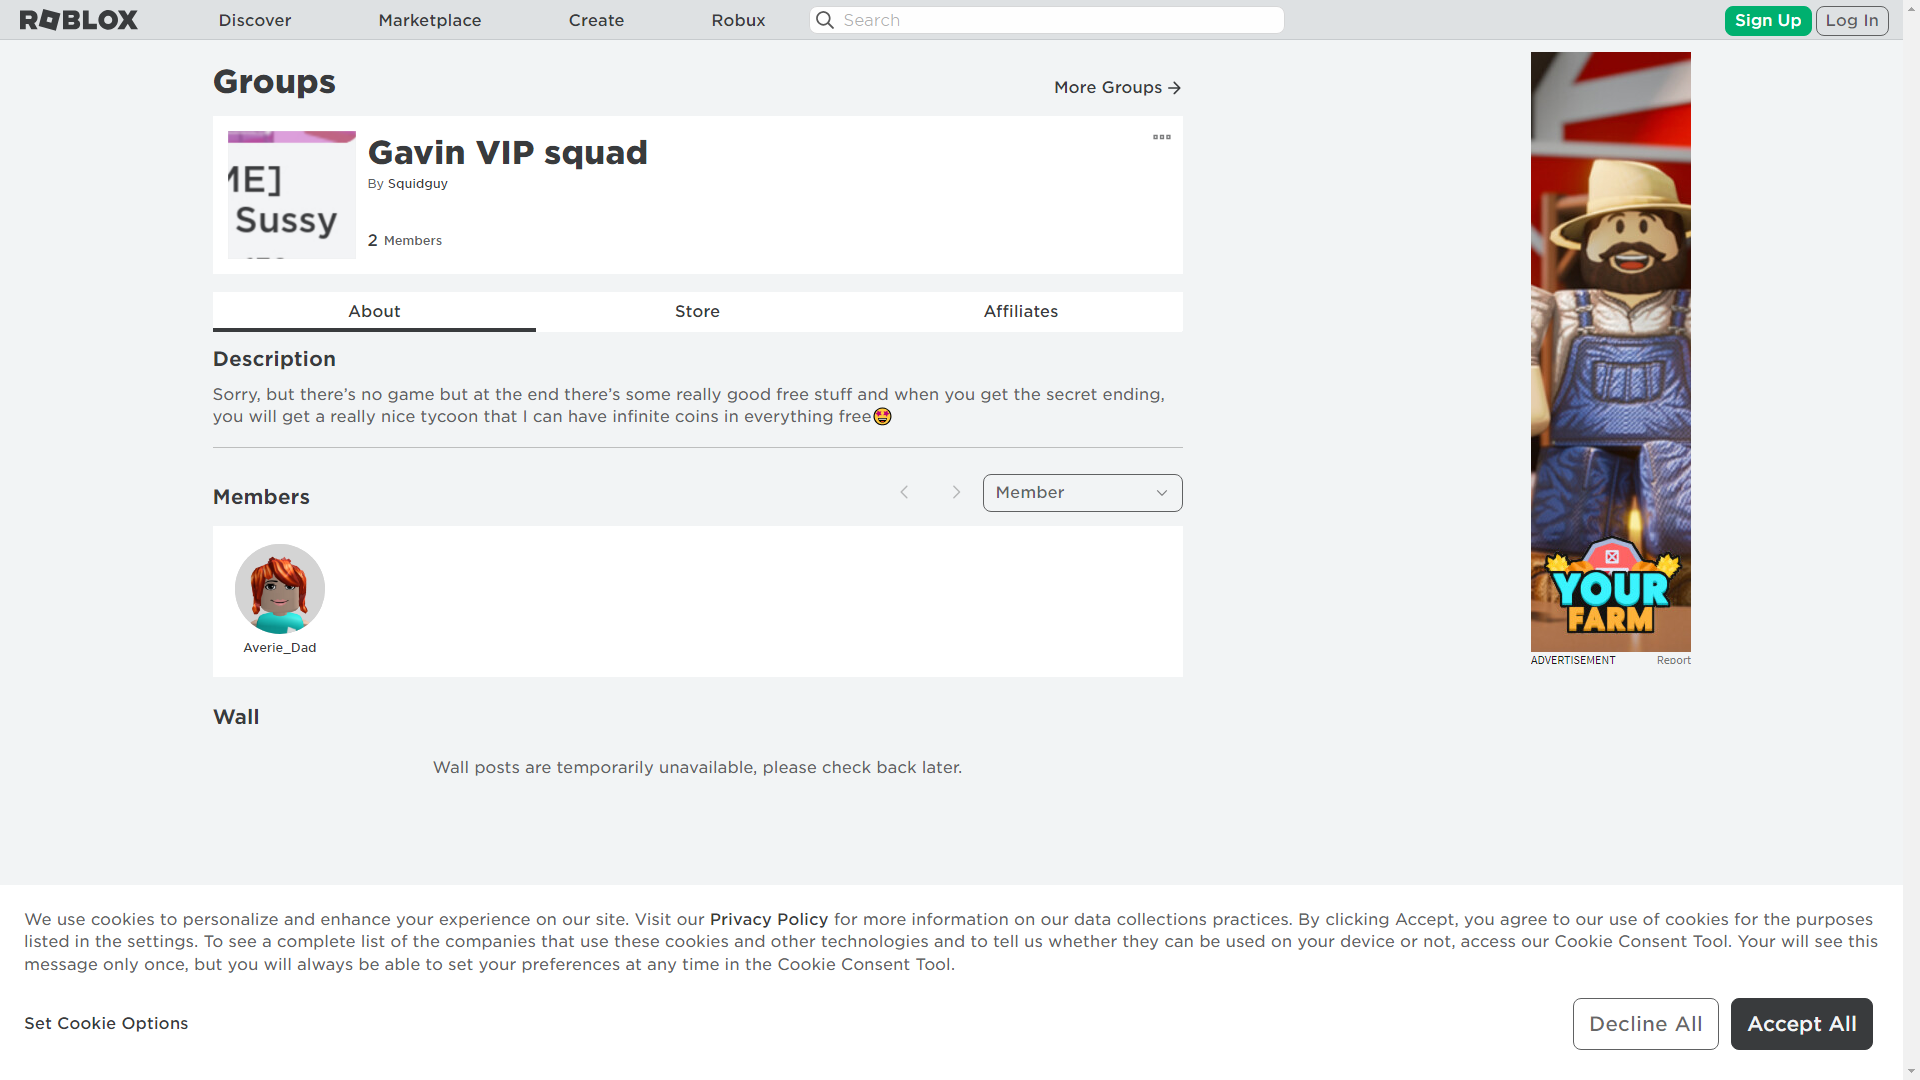 ROBLOX Discover Marketplace Create Robux Search Sign Up Log In
Groups
More Groups
ME]
Sussy
Gavin VIP squad
By Squidguy
2 Members
About Store Affiliates
Description
Sorry, but there’s no game but at the end there’s some really good free stuff and when you get the secret ending,
you will get a really nice tycoon that I can have infinite coins in everything free🤩
Members
Member
Averie_Dad
Wall
Wall posts are temporarily unavailable, please check back later.
YOUR
FARM
ADVERTISEMENT Report
We use cookies to personalize and enhance your experience on our site. Visit our Privacy Policy for more information on our data collections practices. By clicking Accept, you agree to our use of cookies for the purposes
listed in the settings. To see a complete list of the companies that use these cookies and other technologies and to tell us whether they can be used on your device or not, access our Cookie Consent Tool. Your will see this
message only once, but you will always be able to set your preferences at any time in the Cookie Consent Tool.
Set Cookie Options
Decline All
Accept All